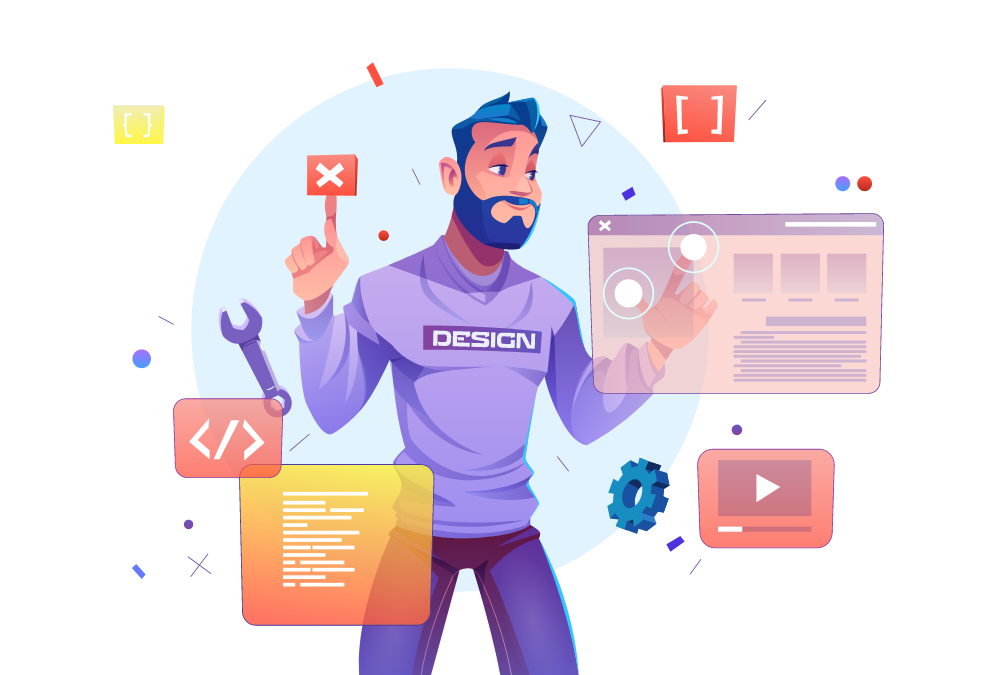 { }
[ ]
DESIGN
</>